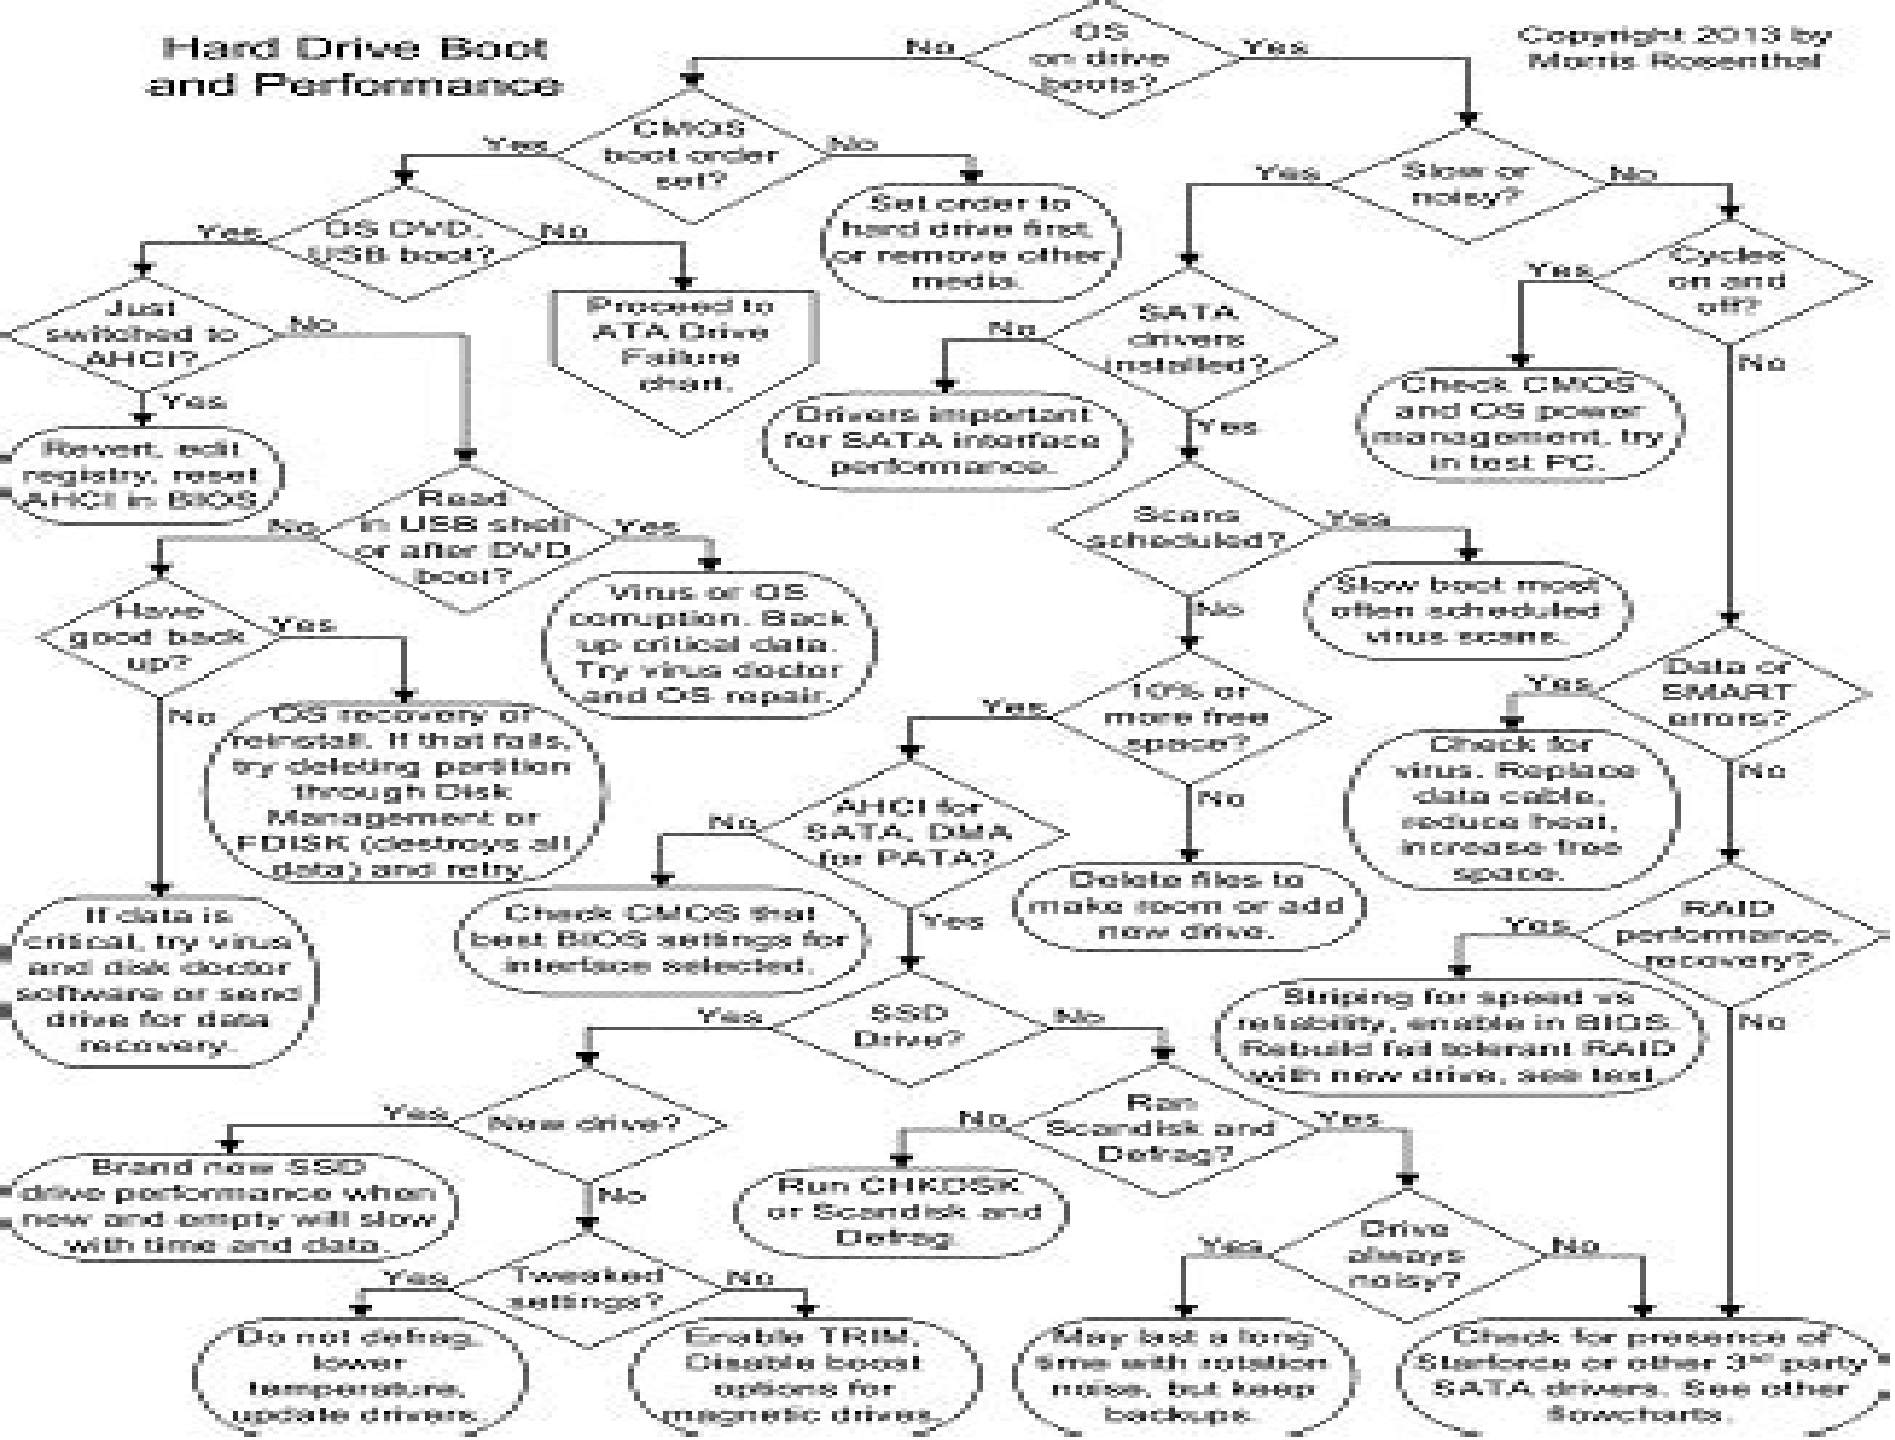 Hard Drive Boot
and Performance
Copyright 2013 by
Morris Rosenthal
OS
on drive
boots?
No
Yes
CMOS
boot order
set?
Yes
No
Slow or
noisy?
Yes
No
OS DVD,
USB boot?
Yes
No
Set order to
hard drive first,
or remove other
media.
Cycles
on and
off?
Yes
No
Just
switched to
AHCI?
No
Yes
Proceed to
ATA Drive
Failure
chart.
SATA
drivers
installed?
No
Yes
Check CMOS
and OS power
management, try
in test PC.
Drivers important
for SATA interface
performance.
Revert, edit
registry, reset
AHCI in BIOS.
Read
in USB shell
or after DVD
boot?
No
Yes
Scans
scheduled?
Yes
No
Slow boot most
often scheduled
virus scans.
Have
good back
up?
Yes
No
Virus or OS
corruption. Back
up critical data.
Try virus doctor
and OS repair.
10% or
more free
space?
Yes
No
Data or
SMART
errors?
Yes
No
OS recovery or
reinstall. If that fails,
try deleting partition
through Disk
Management or
FDISK (destroys all
data) and retry.
Check for
virus. Replace
data cable,
reduce heat,
increase free
space.
AHCI for
SATA, DMA
for PATA?
No
Yes
Delete files to
make room or add
new drive.
If data is
critical, try virus
and disk doctor
software or send
drive for data
recovery.
Check CMOS that
best BIOS settings for
interface selected.
RAID
performance,
recovery?
Yes
No
Striping for speed vs
reliability, enable in BIOS.
Rebuild fail tolerant RAID
with new drive, see text.
SSD
Drive?
Yes
No
New drive?
Yes
No
Ran
Scandisk and
Defrag?
No
Yes
Brand new SSD
drive performance when
new and empty will slow
with time and data.
Run CHKDSK
or Scandisk and
Defrag.
Drive
always
noisy?
Yes
No
Tweaked
settings?
Yes
No
Do not defrag,
lower
temperature,
update drivers.
Enable TRIM,
Disable boost
options for
magnetic drives.
May last a long
time with rotation
noise, but keep
backups.
Check for presence of
Starforce or other 3rd party
SATA drivers. See other
flowcharts.